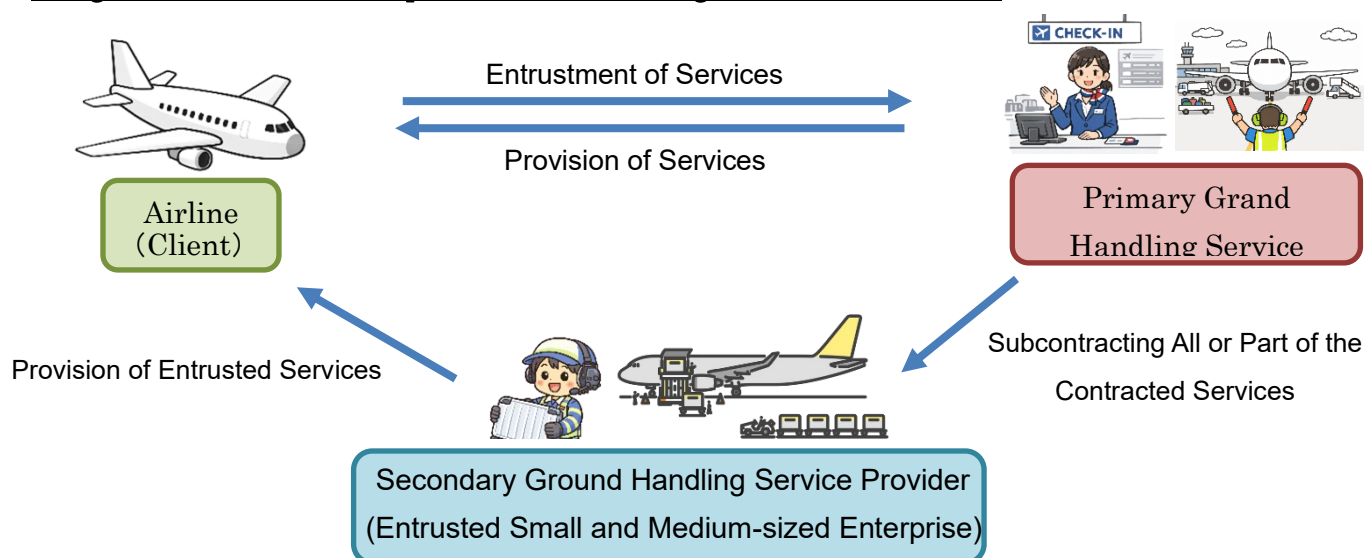 CHECK-IN
Entrustment of Services
Provision of Services
Airline
(Client)
Primary Grand
Handling Service
Provision of Entrusted Services
Subcontracting All or Part of the
Contracted Services
Secondary Ground Handling Service Provider
(Entrusted Small and Medium-sized Enterprise)